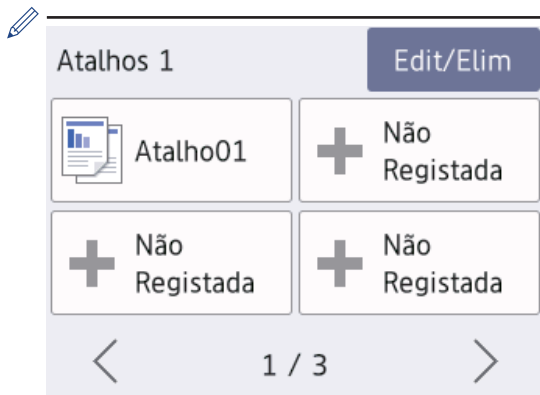 Atalhos 1
Edit/Elim
Atalho01
Não
Registada
Não
Registada
Não
Registada
1 / 3